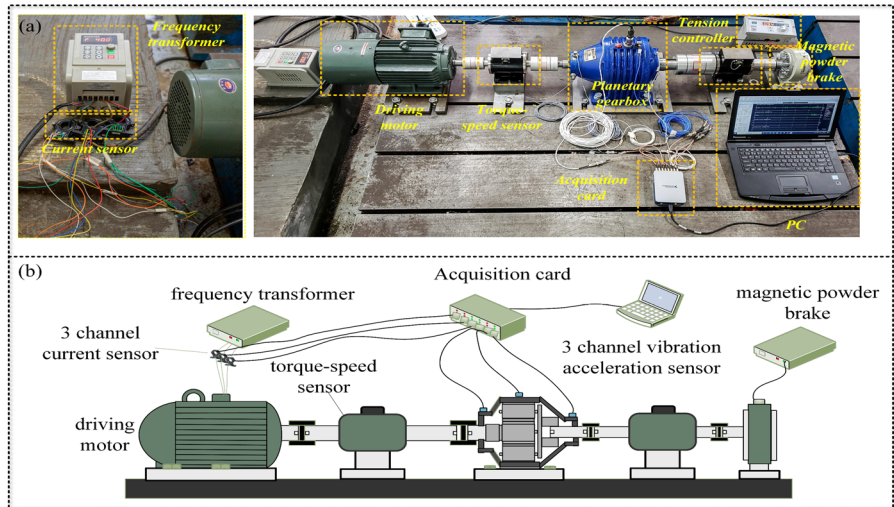 (a)
Frequency
transformer
Current sensor
Driving
motor
Torque-
speed sensor
Planetary
gearbox
Tension
controller
Magnetic
powder
brake
Acquisition
card
PC
(b)
frequency transformer
3 channel
current sensor
torque-speed
sensor
driving
motor
Acquisition card
3 channel vibration
acceleration sensor
magnetic powder
brake